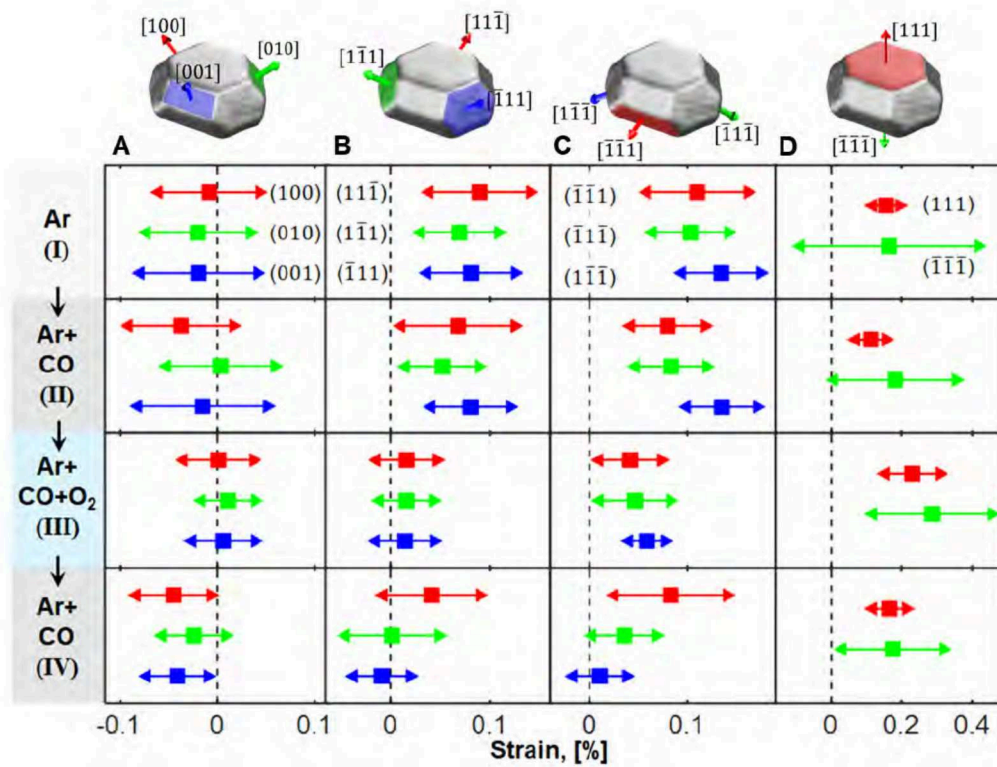 [100]
[010]
[001]
[11̄1]
[111̄]
[1̄11]
[11̄1̄]
[1̄1̄1]
[1̄11̄]
[111]
[1̄1̄1̄]
A
B
C
D
Ar
(I)
(100)
(010)
(001)
(111̄)
(11̄1)
(1̄11)
(1̄1̄1)
(1̄11̄)
(11̄1̄)
(111)
(1̄1̄1̄)
Ar+
CO
(II)
Ar+
CO+O₂
(III)
Ar+
CO
(IV)
-0.1 0 0.1
0 0.1
0 0.1
0 0.2 0.4
Strain, [%]